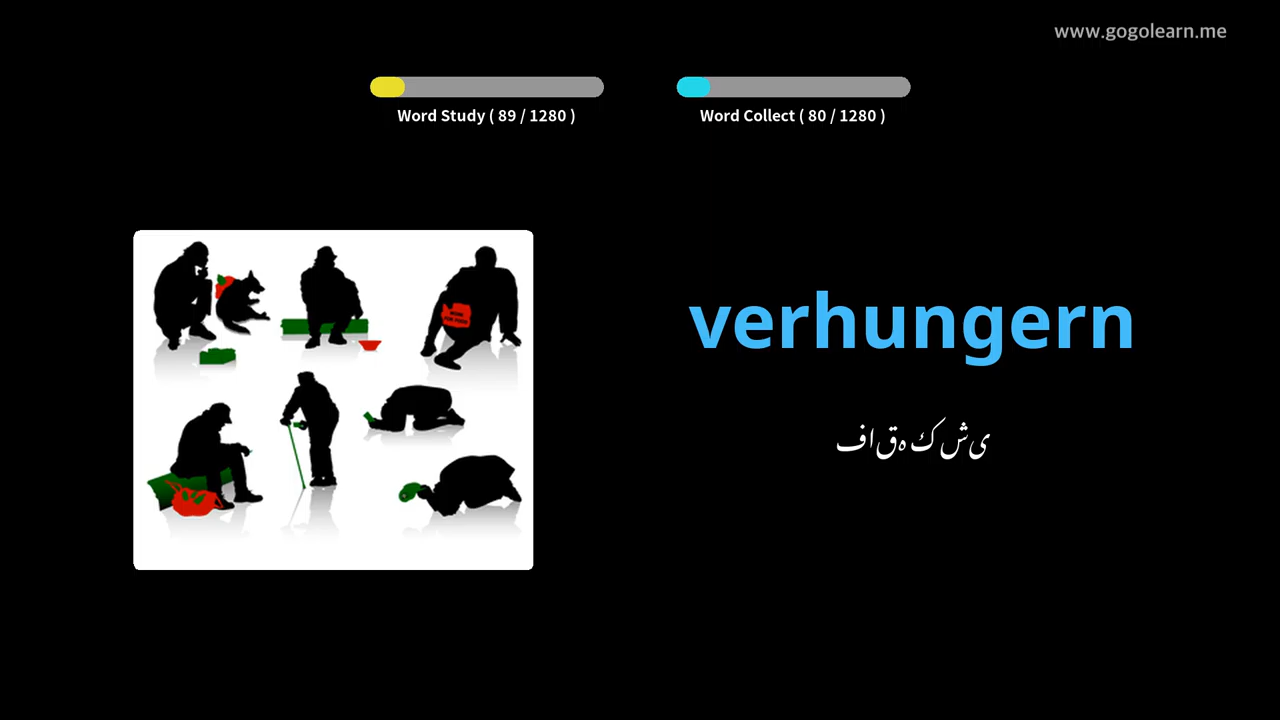 www.gogolearn.me
Word Study ( 89 / 1280 )
Word Collect ( 80 / 1280 )
verhungern
فاقہ کشی